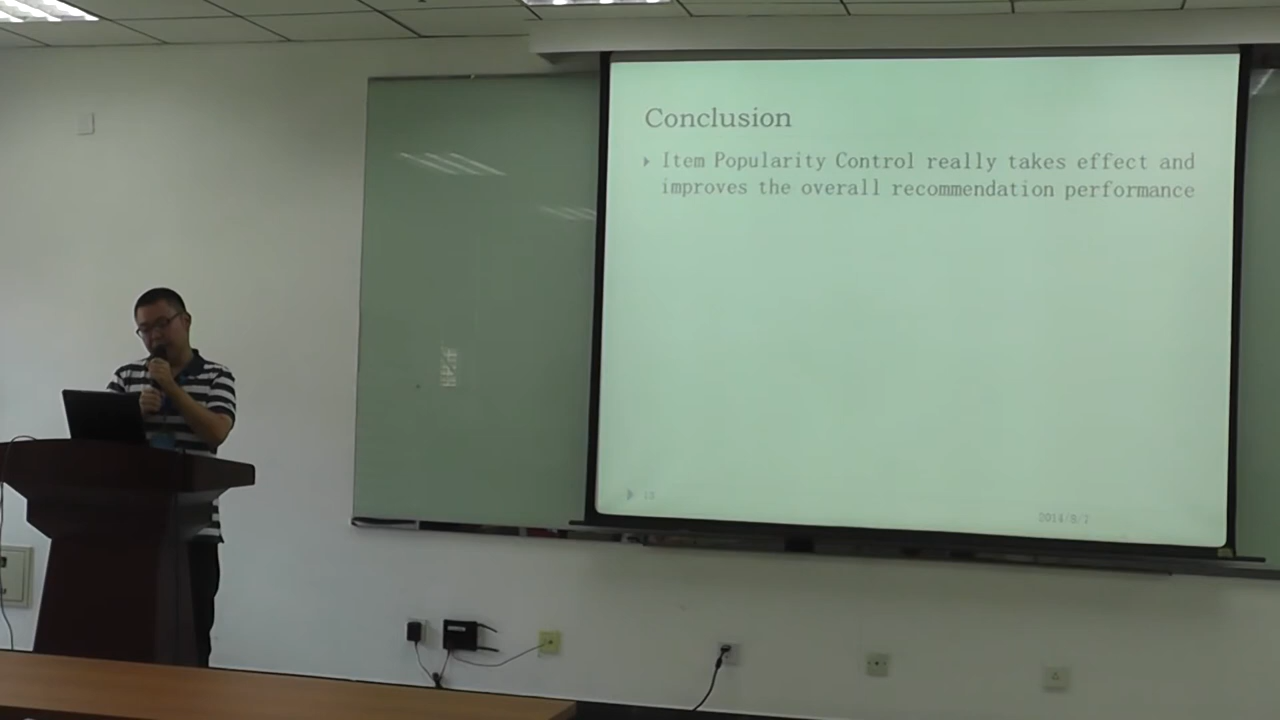 Conclusion
Item Popularity Control really takes effect and
improves the overall recommendation performance